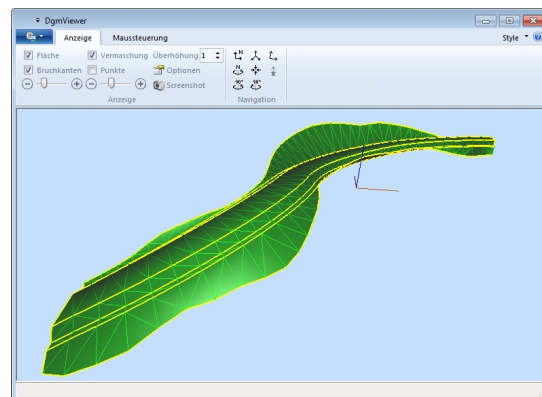 DgmViewer
Anzeige Maussteuerung Style
Fläche Vermaschung Überhöhung 1
Bruchkanten Punkte Optionen
Screenshot
Anzeige Navigation